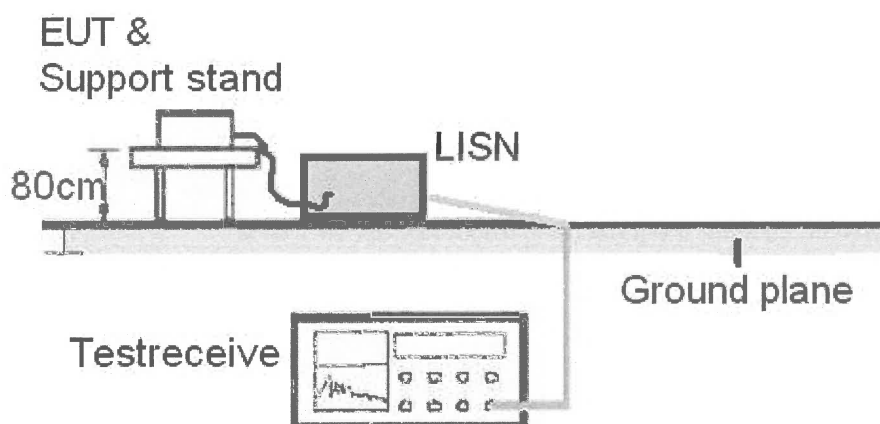 EUT &
Support stand
LISN
80cm
Ground plane
Testreceive